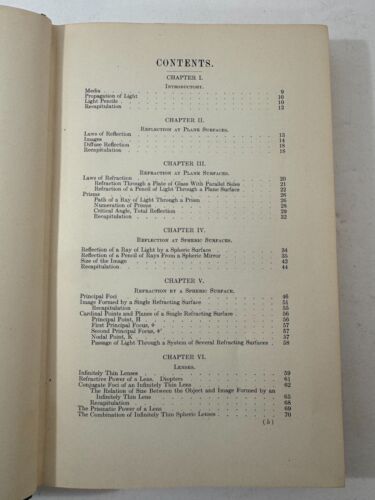 CONTENTS.
CHAPTER I.
INTRODUCTORY.
Media 9
Propagation of Light 10
Light Pencils 10
Recapitulation 12
CHAPTER II.
REFLECTION AT PLANE SURFACES.
Laws of Reflection 13
Images 14
Diffuse Reflection 18
Recapitulation 18
CHAPTER III.
REFRACTION AT PLANE SURFACES.
Laws of Refraction 20
Refraction Through a Plate of Glass With Parallel Sides 21
Refraction of a Pencil of Light Through a Plane Surface 22
Prisms 26
Path of a Ray of Light Through a Prism 26
Numeration of Prisms 28
Critical Angle, Total Reflection 29
Recapitulation 32
CHAPTER IV.
REFLECTION AT SPHERIC SURFACES.
Reflection of a Ray of Light by a Spheric Surface 34
Reflection of a Pencil of Rays From a Spheric Mirror 35
Size of the Image 43
Recapitulation 44
CHAPTER V.
REFRACTION BY A SPHERIC SURFACE.
Principal Foci 46
Image Formed by a Single Refracting Surface 51
Recapitulation 55
Cardinal Points and Planes of a Single Refracting Surface 56
Principal Point, H 56
First Principal Focus, ϕ 57
Second Principal Focus, ϕ' 57
Nodal Point, K 57
Passage of Light Through a System of Several Refracting Surfaces 58
CHAPTER VI.
LENSES.
Infinitely Thin Lenses 59
Refractive Power of a Lens. Diopters 61
Conjugate Foci of an Infinitely Thin Lens 62
The Relation of Size Between the Object and Image Formed by an
Infinitely Thin Lens 65
Recapitulation 68
The Prismatic Power of a Lens 69
The Combination of Infinitely Thin Spheric Lenses 70
(5)